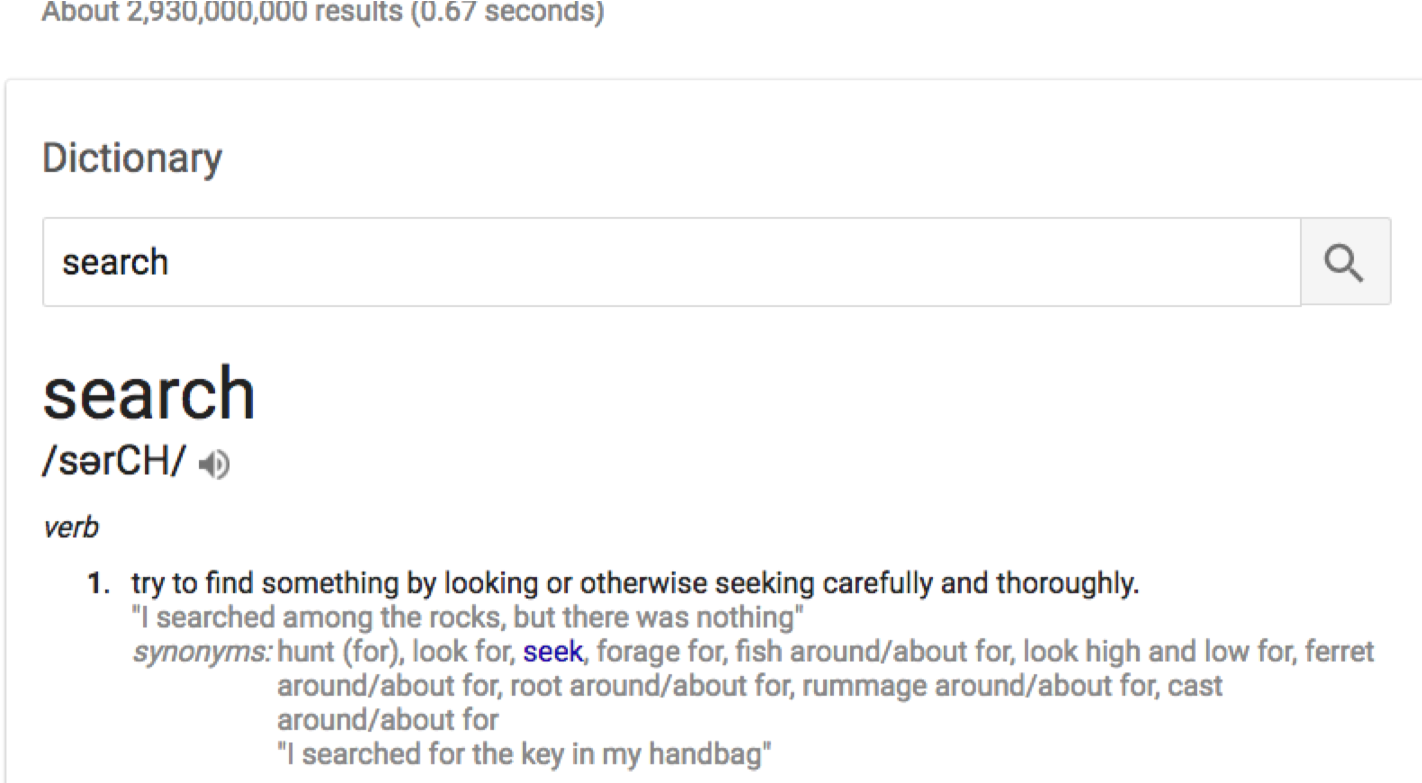 About 2,930,000,000 results (0.67 seconds)
Dictionary
search
search
/sərCH/
verb
1. try to find something by looking or otherwise seeking carefully and thoroughly.
"I searched among the rocks, but there was nothing"
synonyms: hunt (for), look for, seek, forage for, fish around/about for, look high and low for, ferret
around/about for, root around/about for, rummage around/about for, cast
around/about for
"I searched for the key in my handbag"